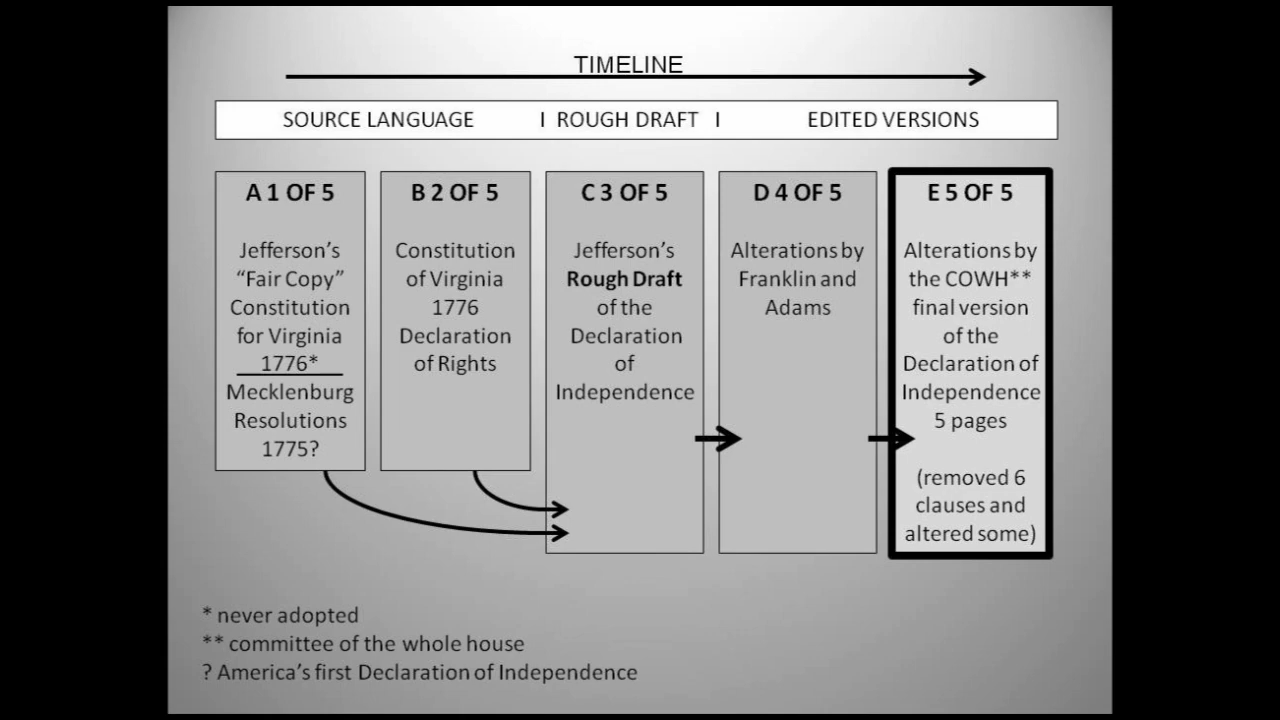 TIMELINE
SOURCE LANGUAGE I ROUGH DRAFT I EDITED VERSIONS
A 1 OF 5
Jefferson's
“Fair Copy”
Constitution
for Virginia
1776*
Mecklenburg
Resolutions
1775?
B 2 OF 5
Constitution
of Virginia
1776
Declaration
of Rights
C 3 OF 5
Jefferson's
Rough Draft
of the
Declaration
of
Independence
D 4 OF 5
Alterations by
Franklin and
Adams
E 5 OF 5
Alterations by
the COWH**
final version
of the
Declaration of
Independence
5 pages
(removed 6
clauses and
altered some)
* never adopted
** committee of the whole house
? America's first Declaration of Independence